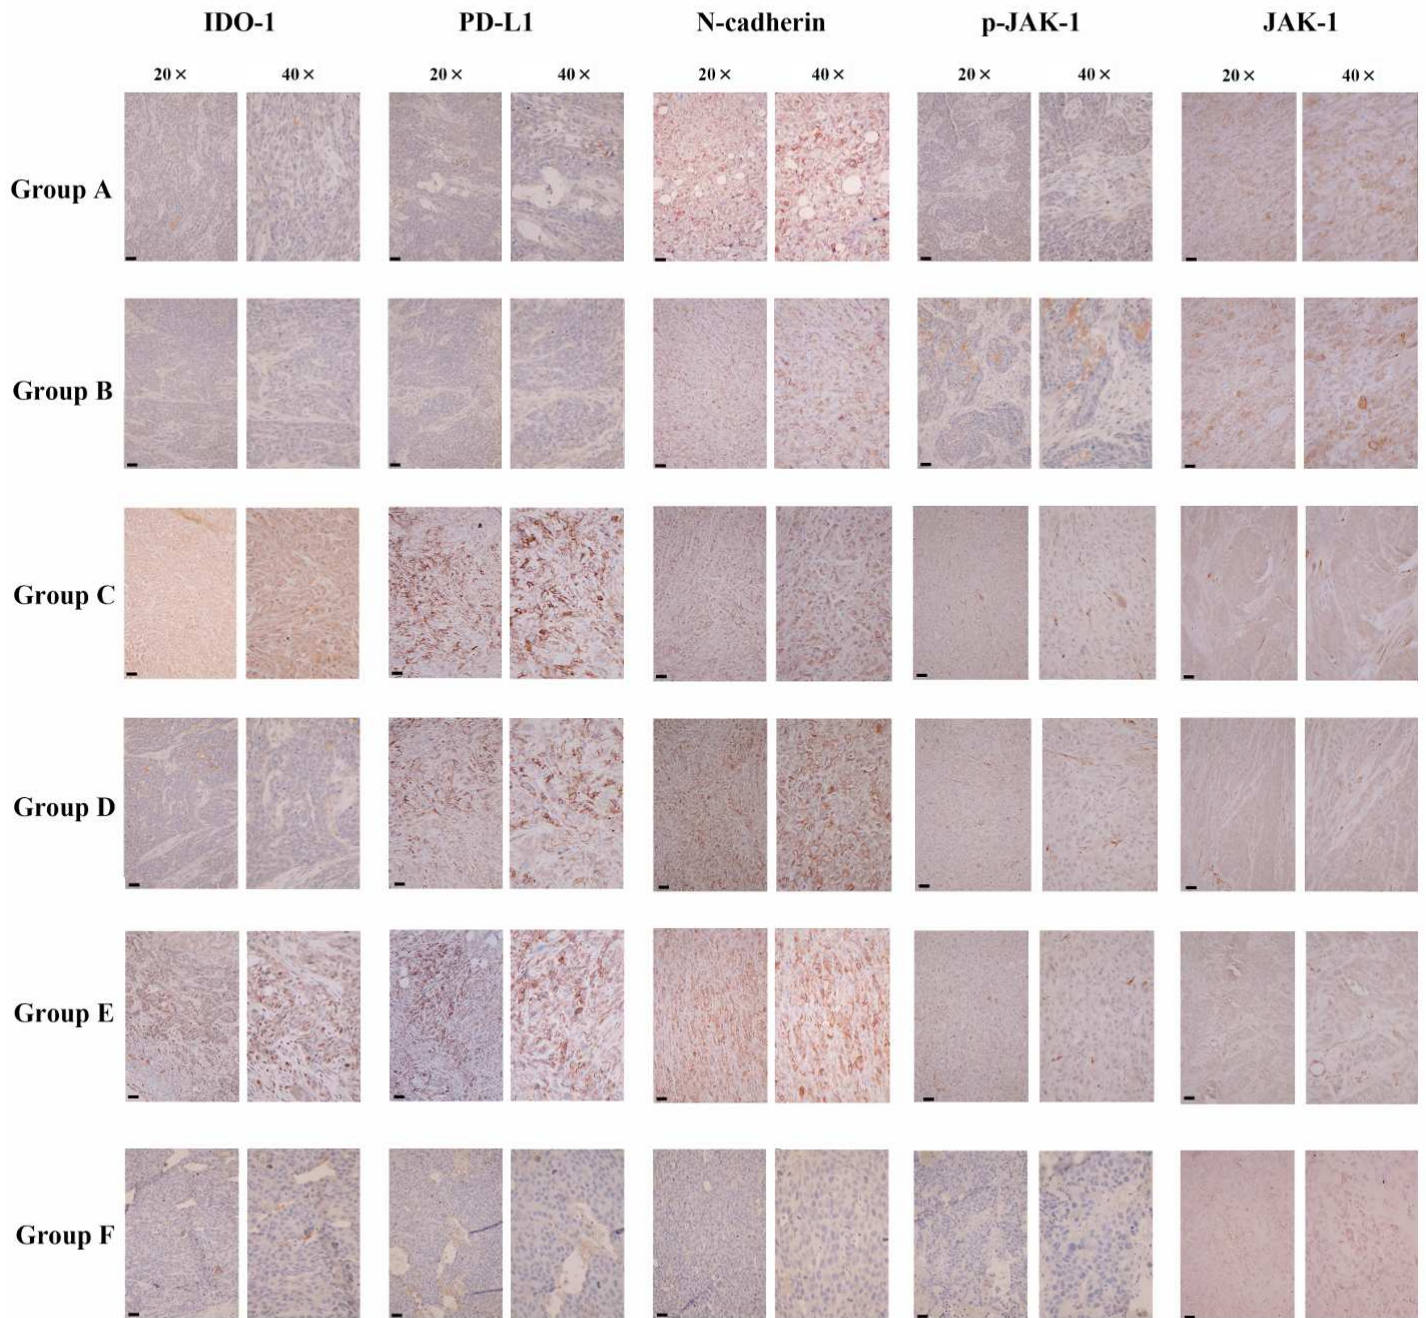 IDO-1 PD-L1 N-cadherin p-JAK-1 JAK-1
20× 40× 20× 40× 20× 40× 20× 40× 20× 40×
Group A
Group B
Group C
Group D
Group E
Group F